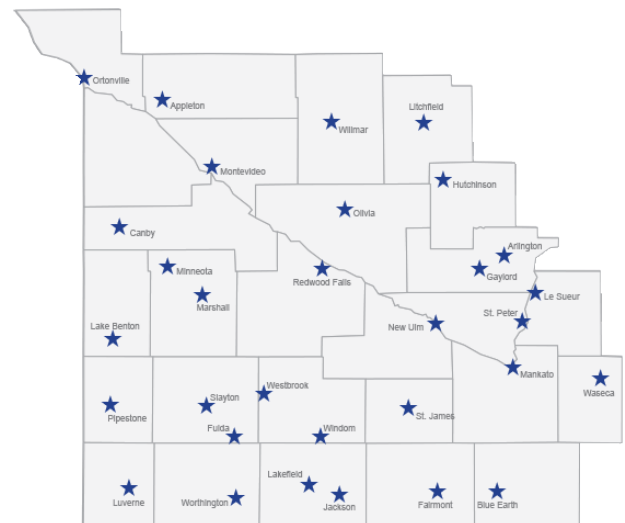 Ortonville
Appleton
Litchfield
Willmar
Montevideo
Hutchinson
Olivia
Canby
Arlington
Minneota
Gaylord
Redwood Falls
Marshall
Le Sueur
St. Peter
Lake Benton
New Ulm
Mankato
Westbrook
Waseca
Slayton
Pipestone
St. James
Fulda
Windom
Lakefield
Luverne
Worthington
Jackson
Fairmont
Blue Earth